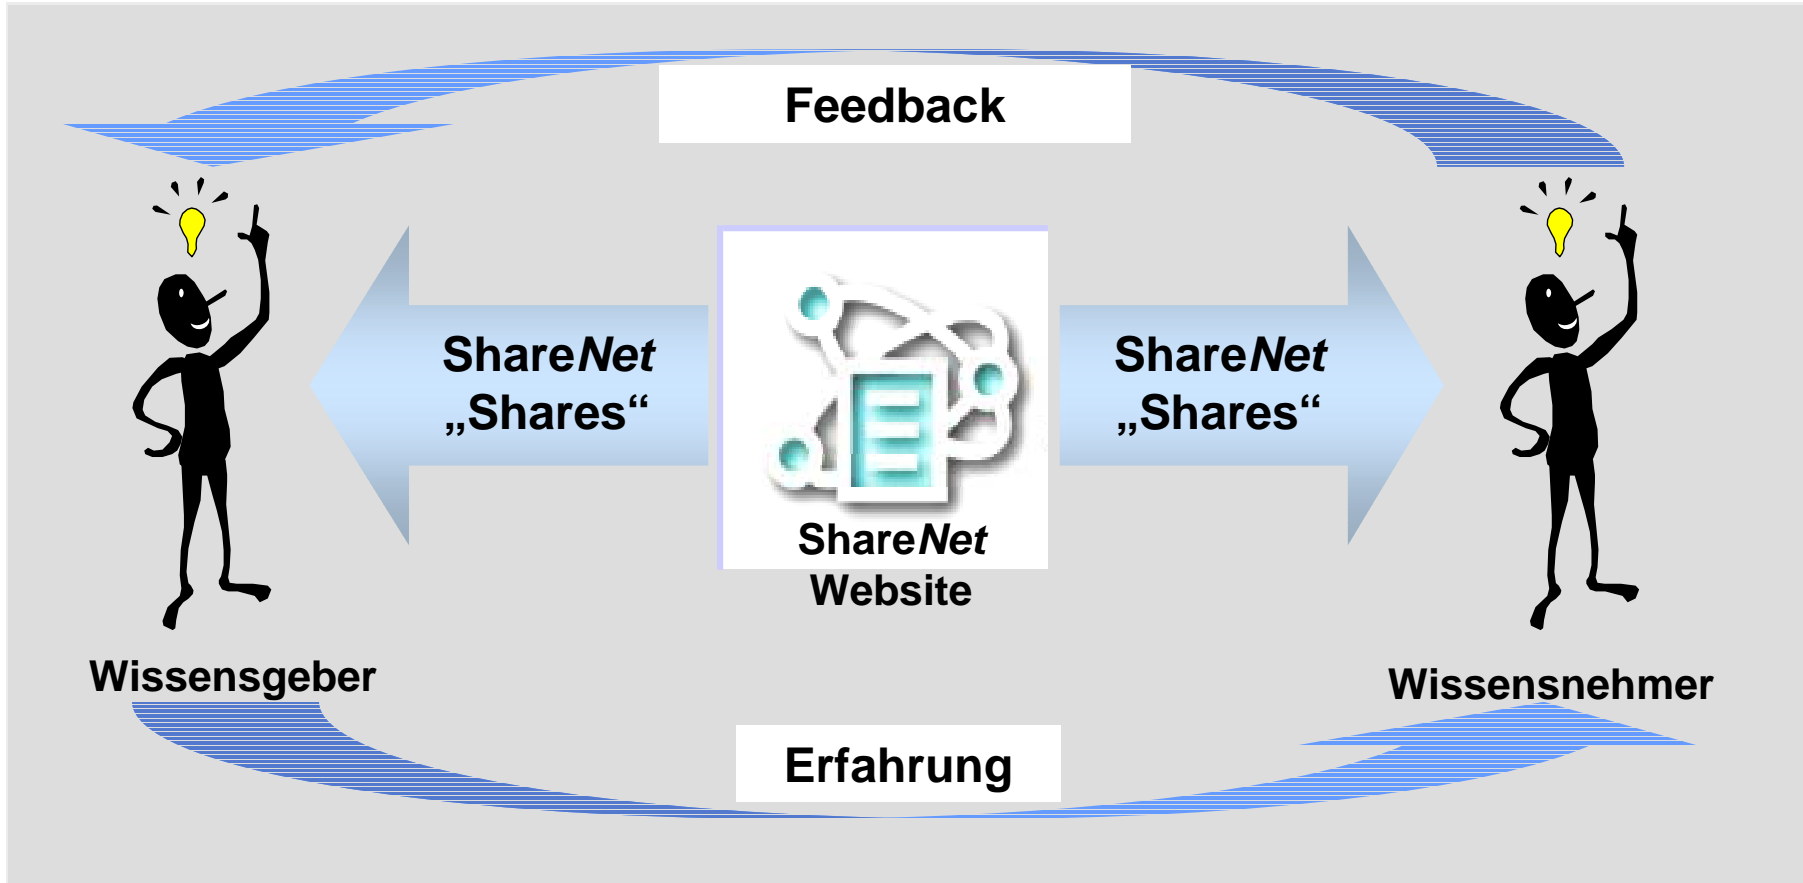 Feedback
ShareNet
„Shares“
ShareNet
„Shares“
ShareNet
Website
Wissensgeber
Wissensnehmer
Erfahrung